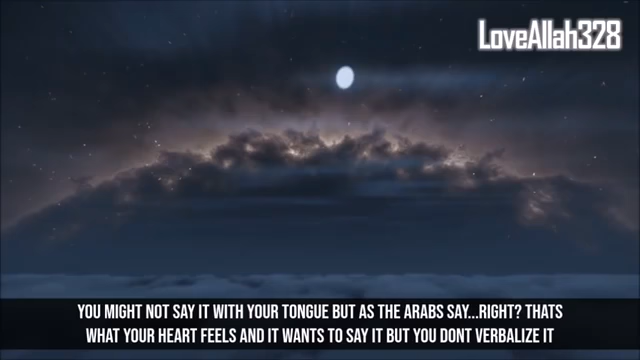 LoveAllah328
YOU MIGHT NOT SAY IT WITH YOUR TONGUE BUT AS THE ARABS SAY...RIGHT? THATS
WHAT YOUR HEART FEELS AND IT WANTS TO SAY IT BUT YOU DONT VERBALIZE IT